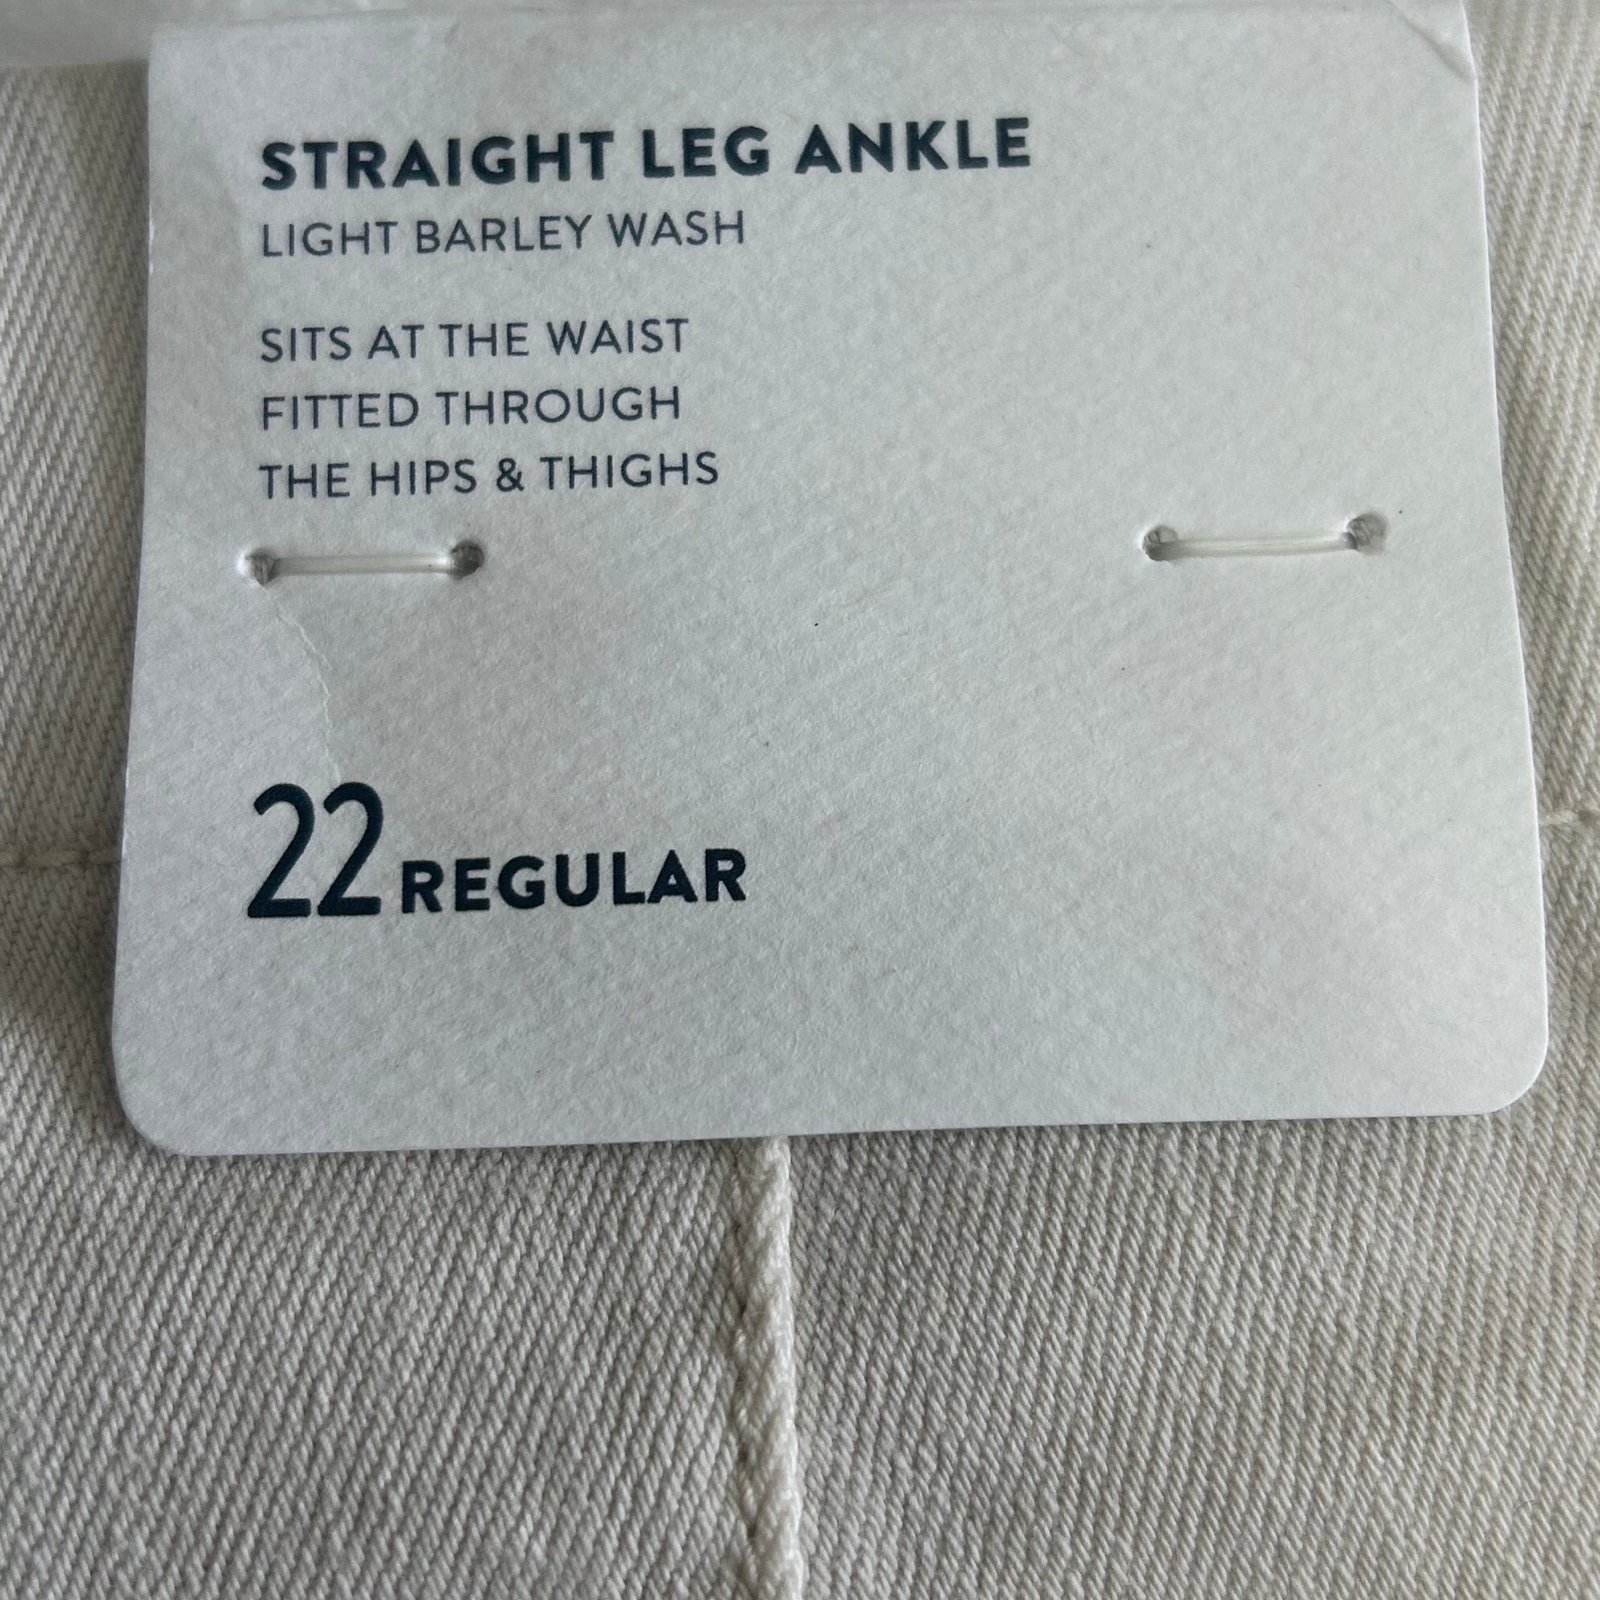 STRAIGHT LEG ANKLE
LIGHT BARLEY WASH
SITS AT THE WAIST
FITTED THROUGH
THE HIPS & THIGHS
22 REGULAR